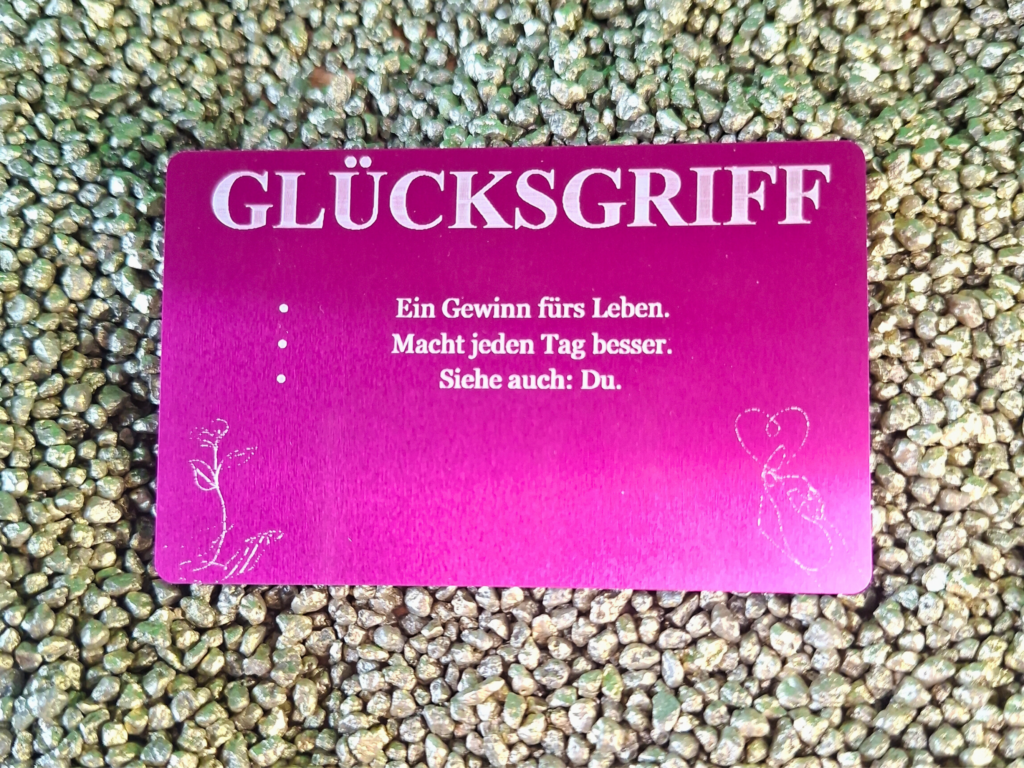 GLÜCKSGRIFF
• Ein Gewinn fürs Leben.
• Macht jeden Tag besser.
• Siehe auch: Du.